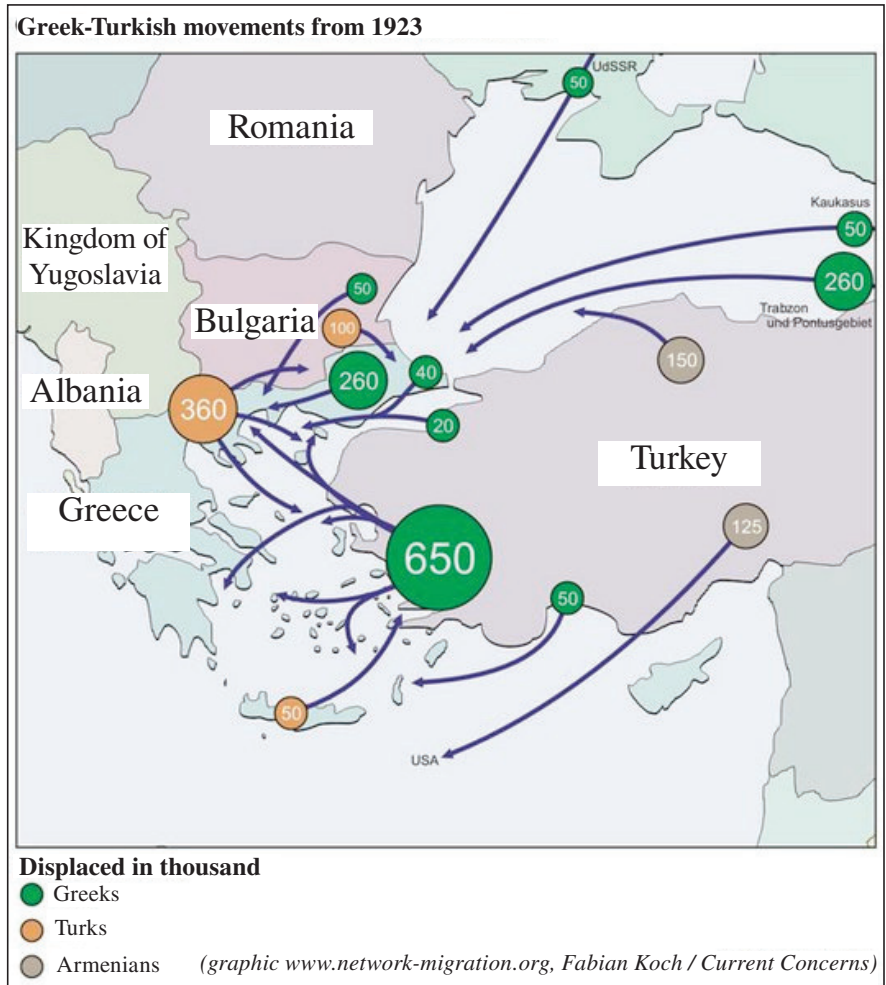 Greek-Turkish movements from 1923
50
UdSSR
Romania
Kaukasus
50
Kingdom of
Yugoslavia
260
50
Trabzon
und Pontusgebiet
Bulgaria
100
150
260
40
Albania
360
20
Turkey
Greece
125
650
50
50
USA
Displaced in thousand
Greeks
Turks
Armenians
(graphic www.network-migration.org, Fabian Koch / Current Concerns)